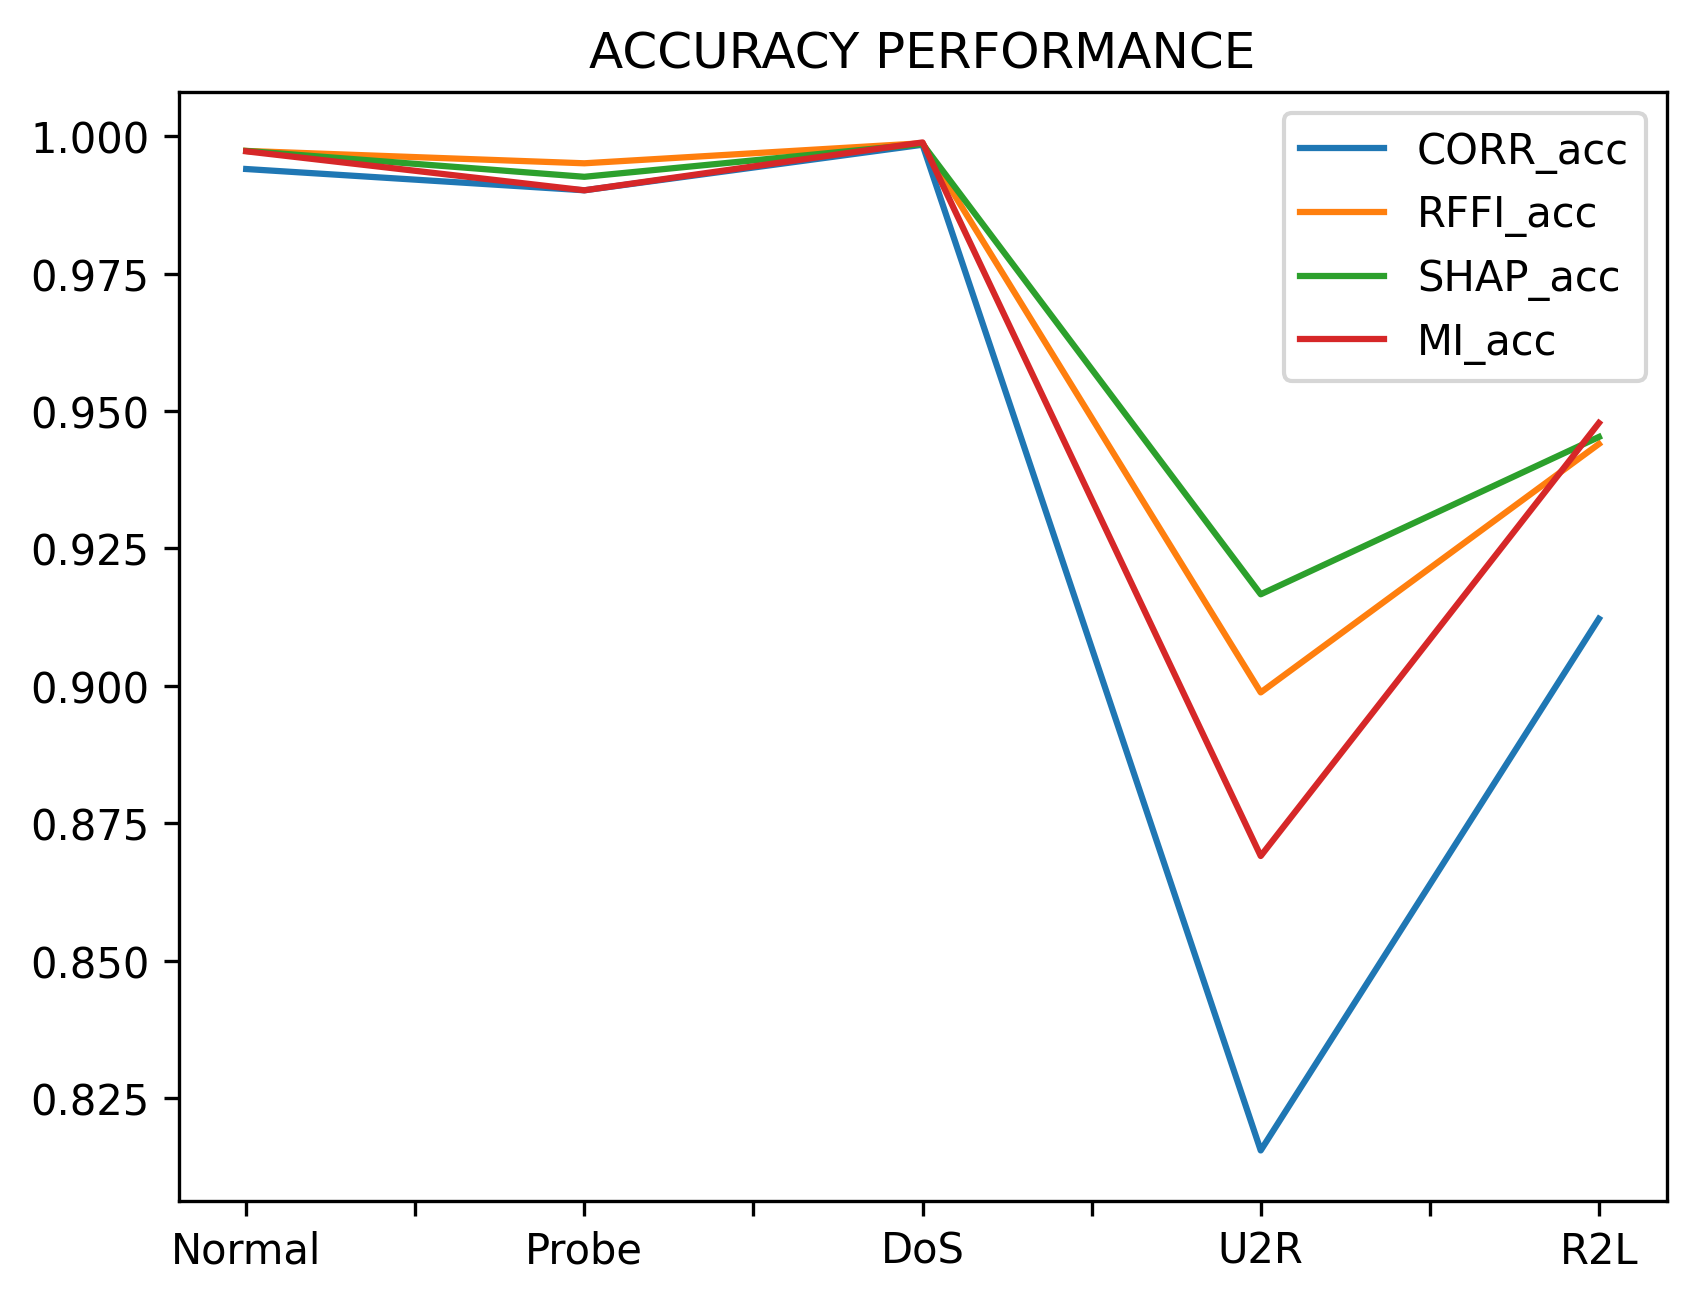 ACCURACY PERFORMANCE
1.000
0.975
0.950
0.925
0.900
0.875
0.850
0.825
CORR_acc
RFFI_acc
SHAP_acc
MI_acc
Normal Probe DoS U2R R2L